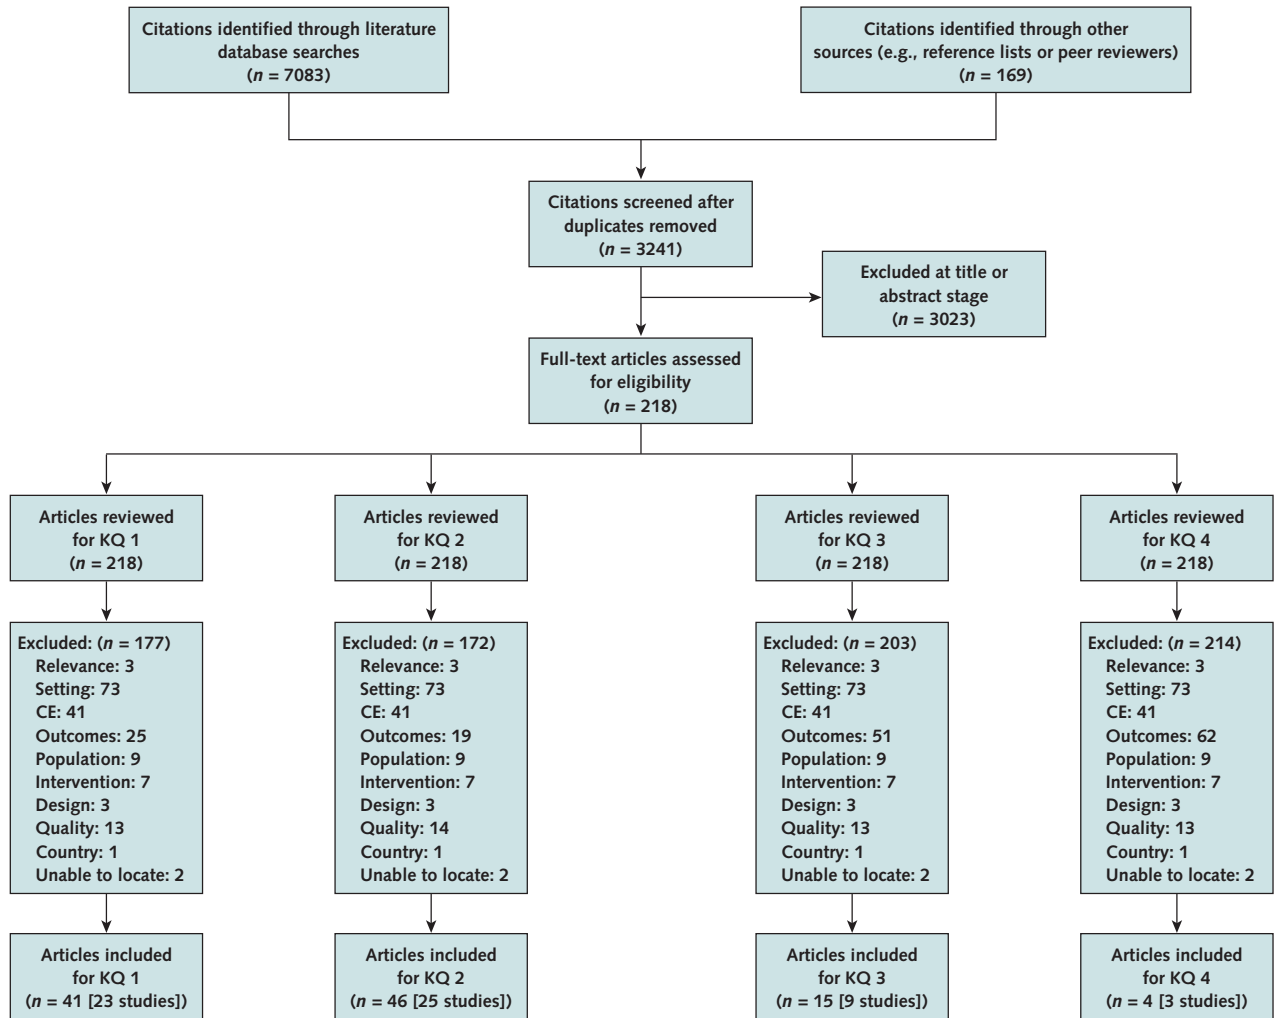 Citations identified through literature
database searches
(n = 7083)
Citations identified through other
sources (e.g., reference lists or peer reviewers)
(n = 169)
Citations screened after
duplicates removed
(n = 3241)
Excluded at title or
abstract stage
(n = 3023)
Full-text articles assessed
for eligibility
(n = 218)
Articles reviewed
for KQ 1
(n = 218)
Articles reviewed
for KQ 2
(n = 218)
Articles reviewed
for KQ 3
(n = 218)
Articles reviewed
for KQ 4
(n = 218)
Excluded: (n = 177)
Relevance: 3
Setting: 73
CE: 41
Outcomes: 25
Population: 9
Intervention: 7
Design: 3
Quality: 13
Country: 1
Unable to locate: 2
Excluded: (n = 172)
Relevance: 3
Setting: 73
CE: 41
Outcomes: 19
Population: 9
Intervention: 7
Design: 3
Quality: 14
Country: 1
Unable to locate: 2
Excluded: (n = 203)
Relevance: 3
Setting: 73
CE: 41
Outcomes: 51
Population: 9
Intervention: 7
Design: 3
Quality: 13
Country: 1
Unable to locate: 2
Excluded: (n = 214)
Relevance: 3
Setting: 73
CE: 41
Outcomes: 62
Population: 9
Intervention: 7
Design: 3
Quality: 13
Country: 1
Unable to locate: 2
Articles included
for KQ 1
(n = 41 [23 studies])
Articles included
for KQ 2
(n = 46 [25 studies])
Articles included
for KQ 3
(n = 15 [9 studies])
Articles included
for KQ 4
(n = 4 [3 studies])